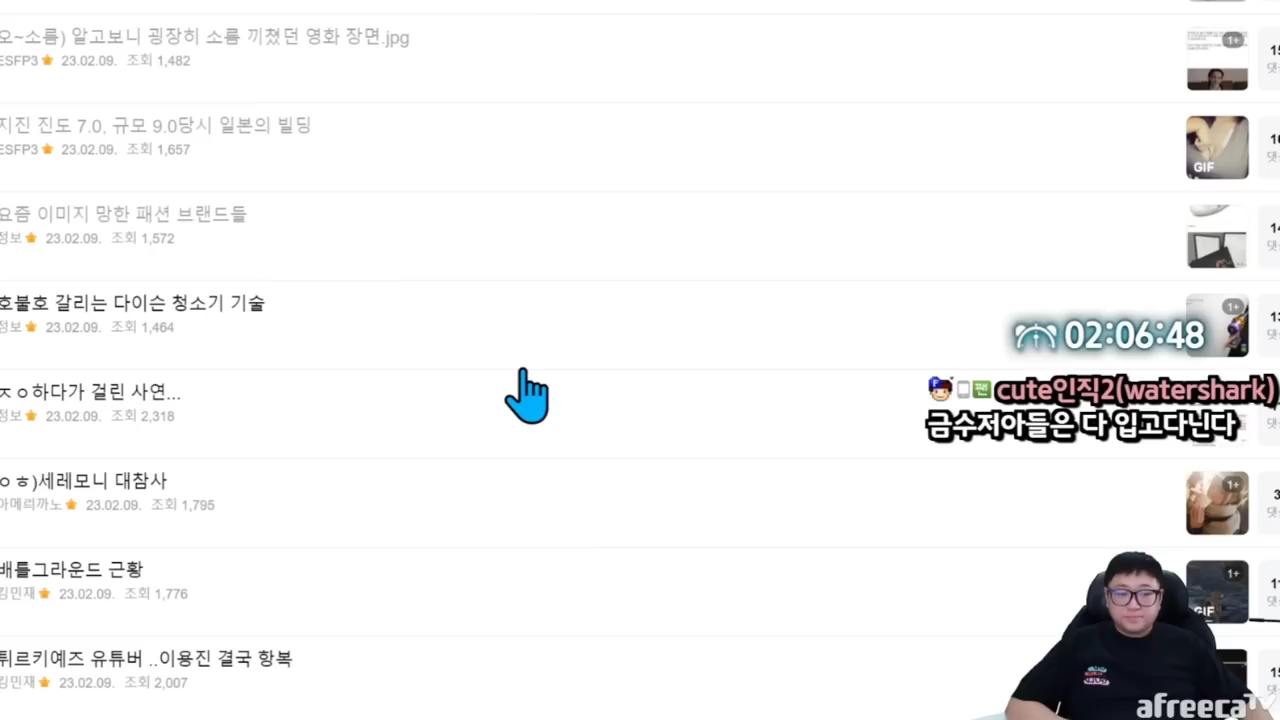 오~소름) 알고보니 굉장히 소름 끼쳤던 영화 장면.jpg
ESFP3 23.02.09. 조회 1,482
1+
지진 진도 7.0, 규모 9.0당시 일본의 빌딩
ESFP3 23.02.09. 조회 1,657
GIF
요즘 이미지 망한 패션 브랜드들
정보 23.02.09. 조회 1,572
호불호 갈리는 다이슨 청소기 기술
정보 23.02.09. 조회 1,464
1+
02:06:48
ㅈㅇ하다가 걸린 사연...
정보 23.02.09. 조회 2,318
cute인직2(watershark)
금수저아들은 다 입고다닌다
ㅇㅎ)세레모니 대참사
아메리까노 23.02.09. 조회 1,795
1+
배틀그라운드 근황
킹민재 23.02.09. 조회 1,776
1+
GIF
튀르키예즈 유튜버 ..이용진 결국 항복
킹민재 23.02.09. 조회 2,007
afreecaTV